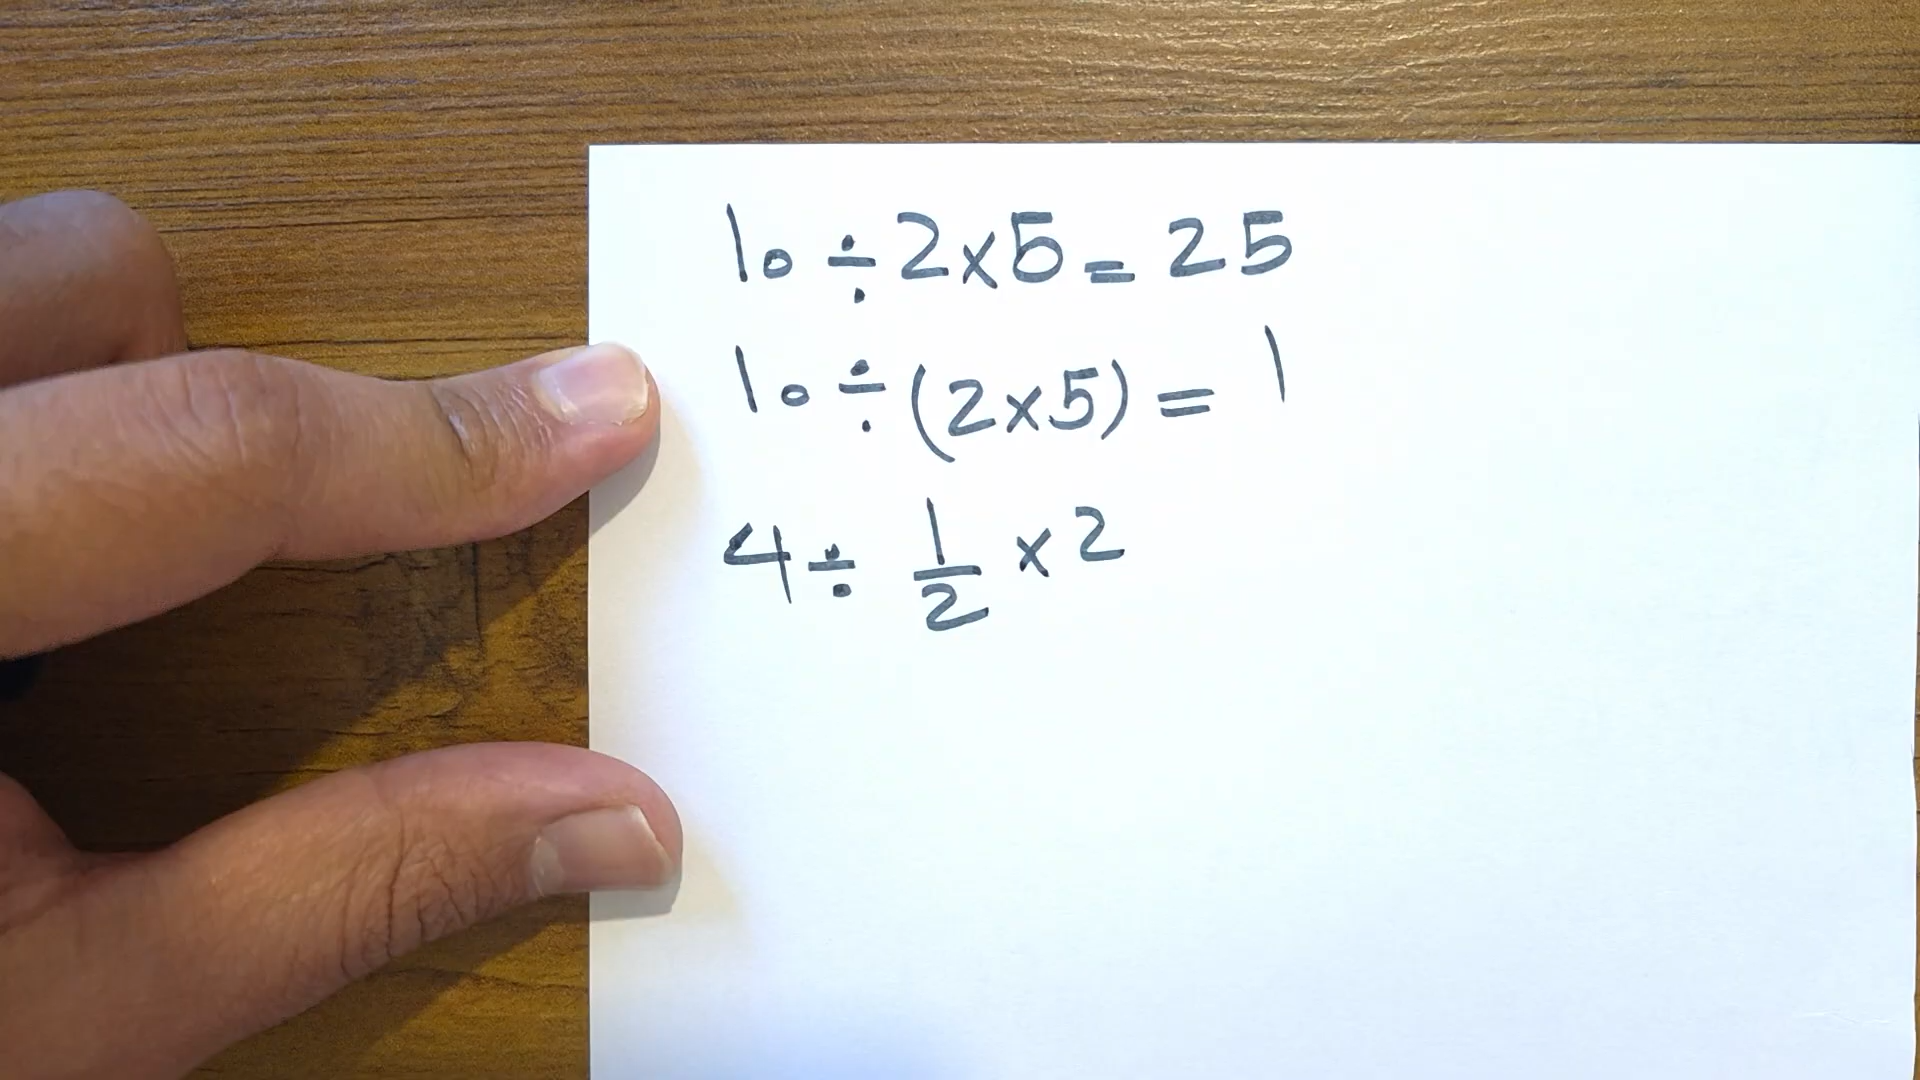 10 ÷ 2 × 5 = 25
10 ÷ (2 × 5) = 1
4 ÷ 1/2 × 2